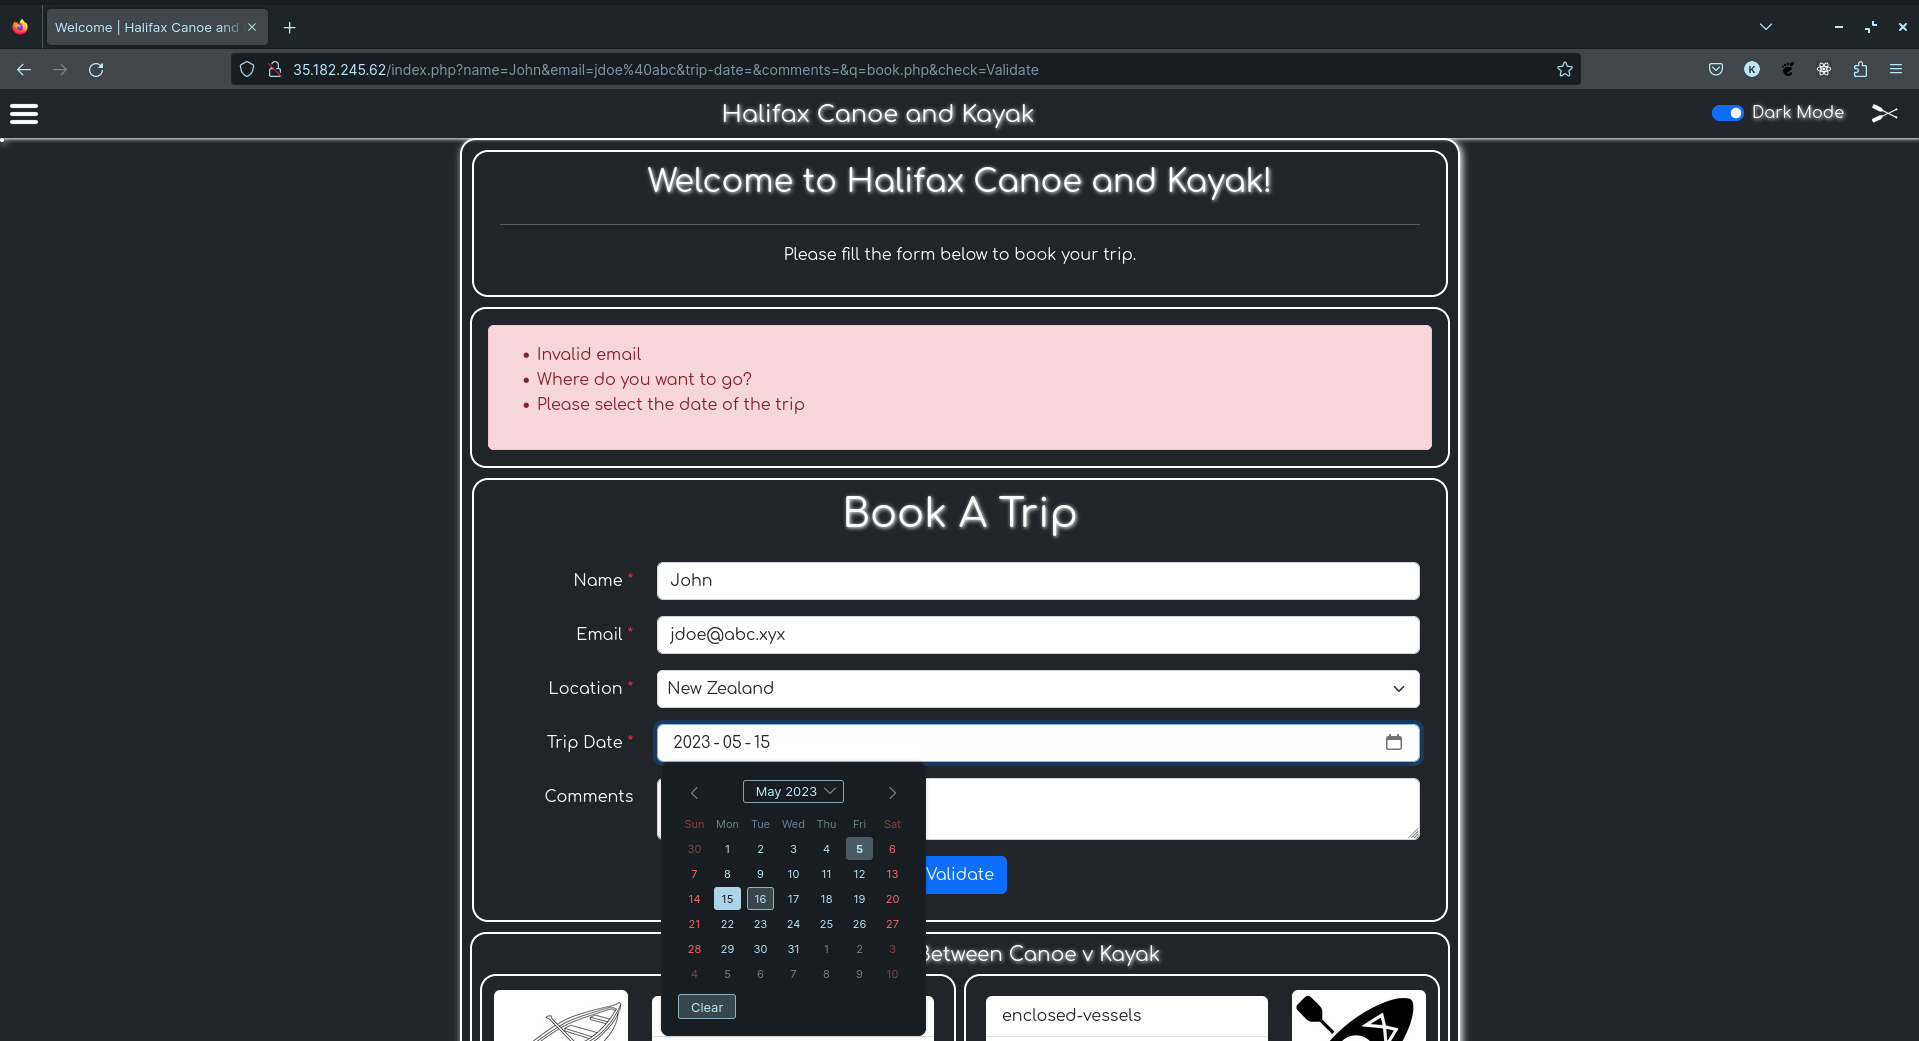 Welcome | Halifax Canoe and
35.182.245.62/index.php?name=John&email=jdoe%40abc&trip-date=&comments=&q=book.php&check=Validate
K
Halifax Canoe and Kayak
Dark Mode
Welcome to Halifax Canoe and Kayak!
Please fill the form below to book your trip.
• Invalid email
• Where do you want to go?
• Please select the date of the trip
Book A Trip
Name * John
Email * jdoe@abc.xyx
Location * New Zealand
Trip Date * 2023 - 05 - 15
Comments
May 2023
Sun Mon Tue Wed Thu Fri Sat
30 1 2 3 4 5 6
7 8 9 10 11 12 13
14 15 16 17 18 19 20
21 22 23 24 25 26 27
28 29 30 31 1 2 3
4 5 6 7 8 9 10
Clear
Validate
Between Canoe v Kayak
enclosed-vessels